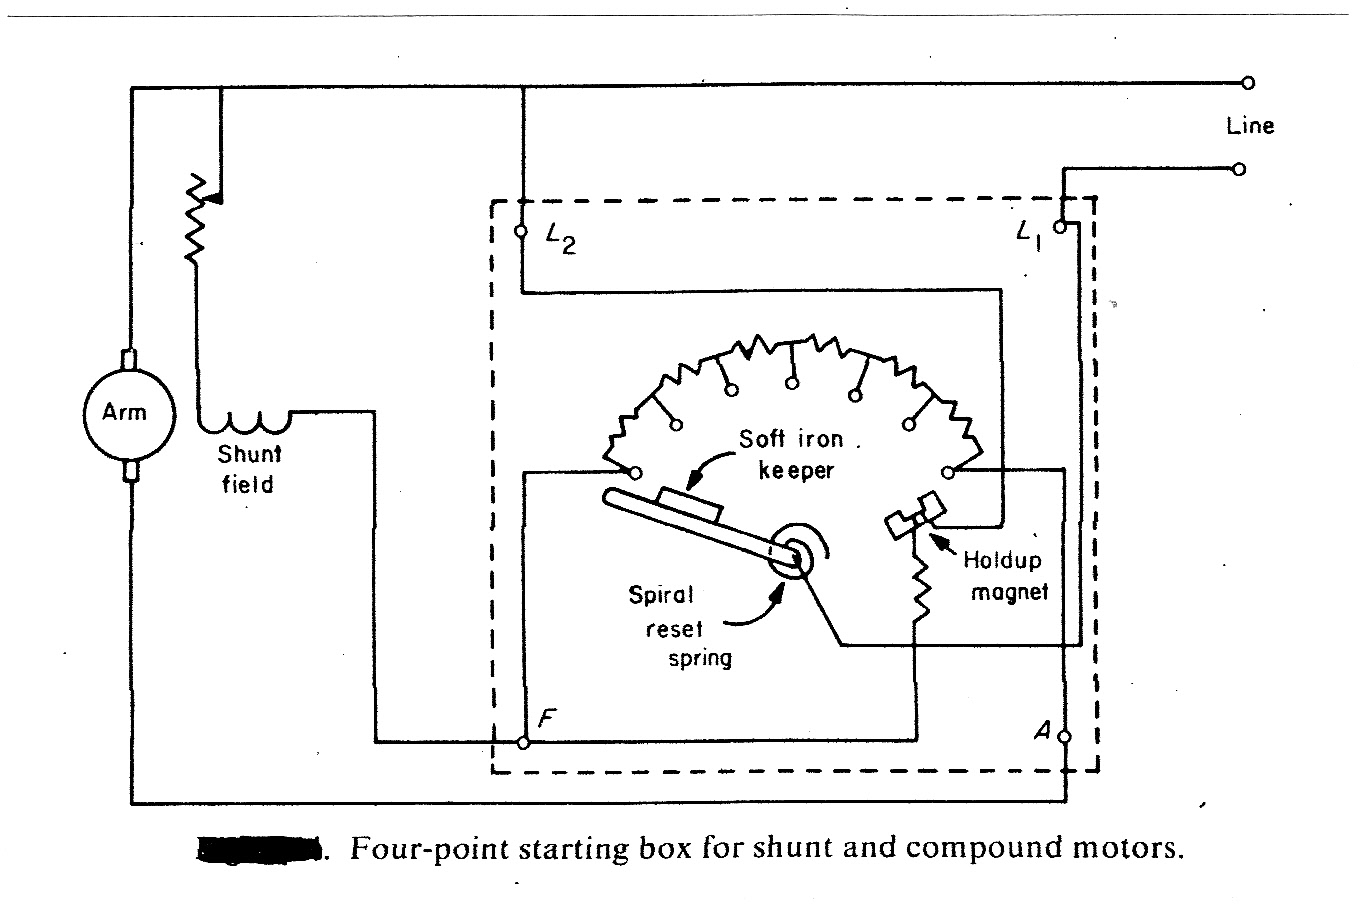 Line
L2
L1
Arm
Shunt
field
Soft iron
keeper
Holdup
magnet
Spiral
reset
spring
F
A
. Four-point starting box for shunt and compound motors.